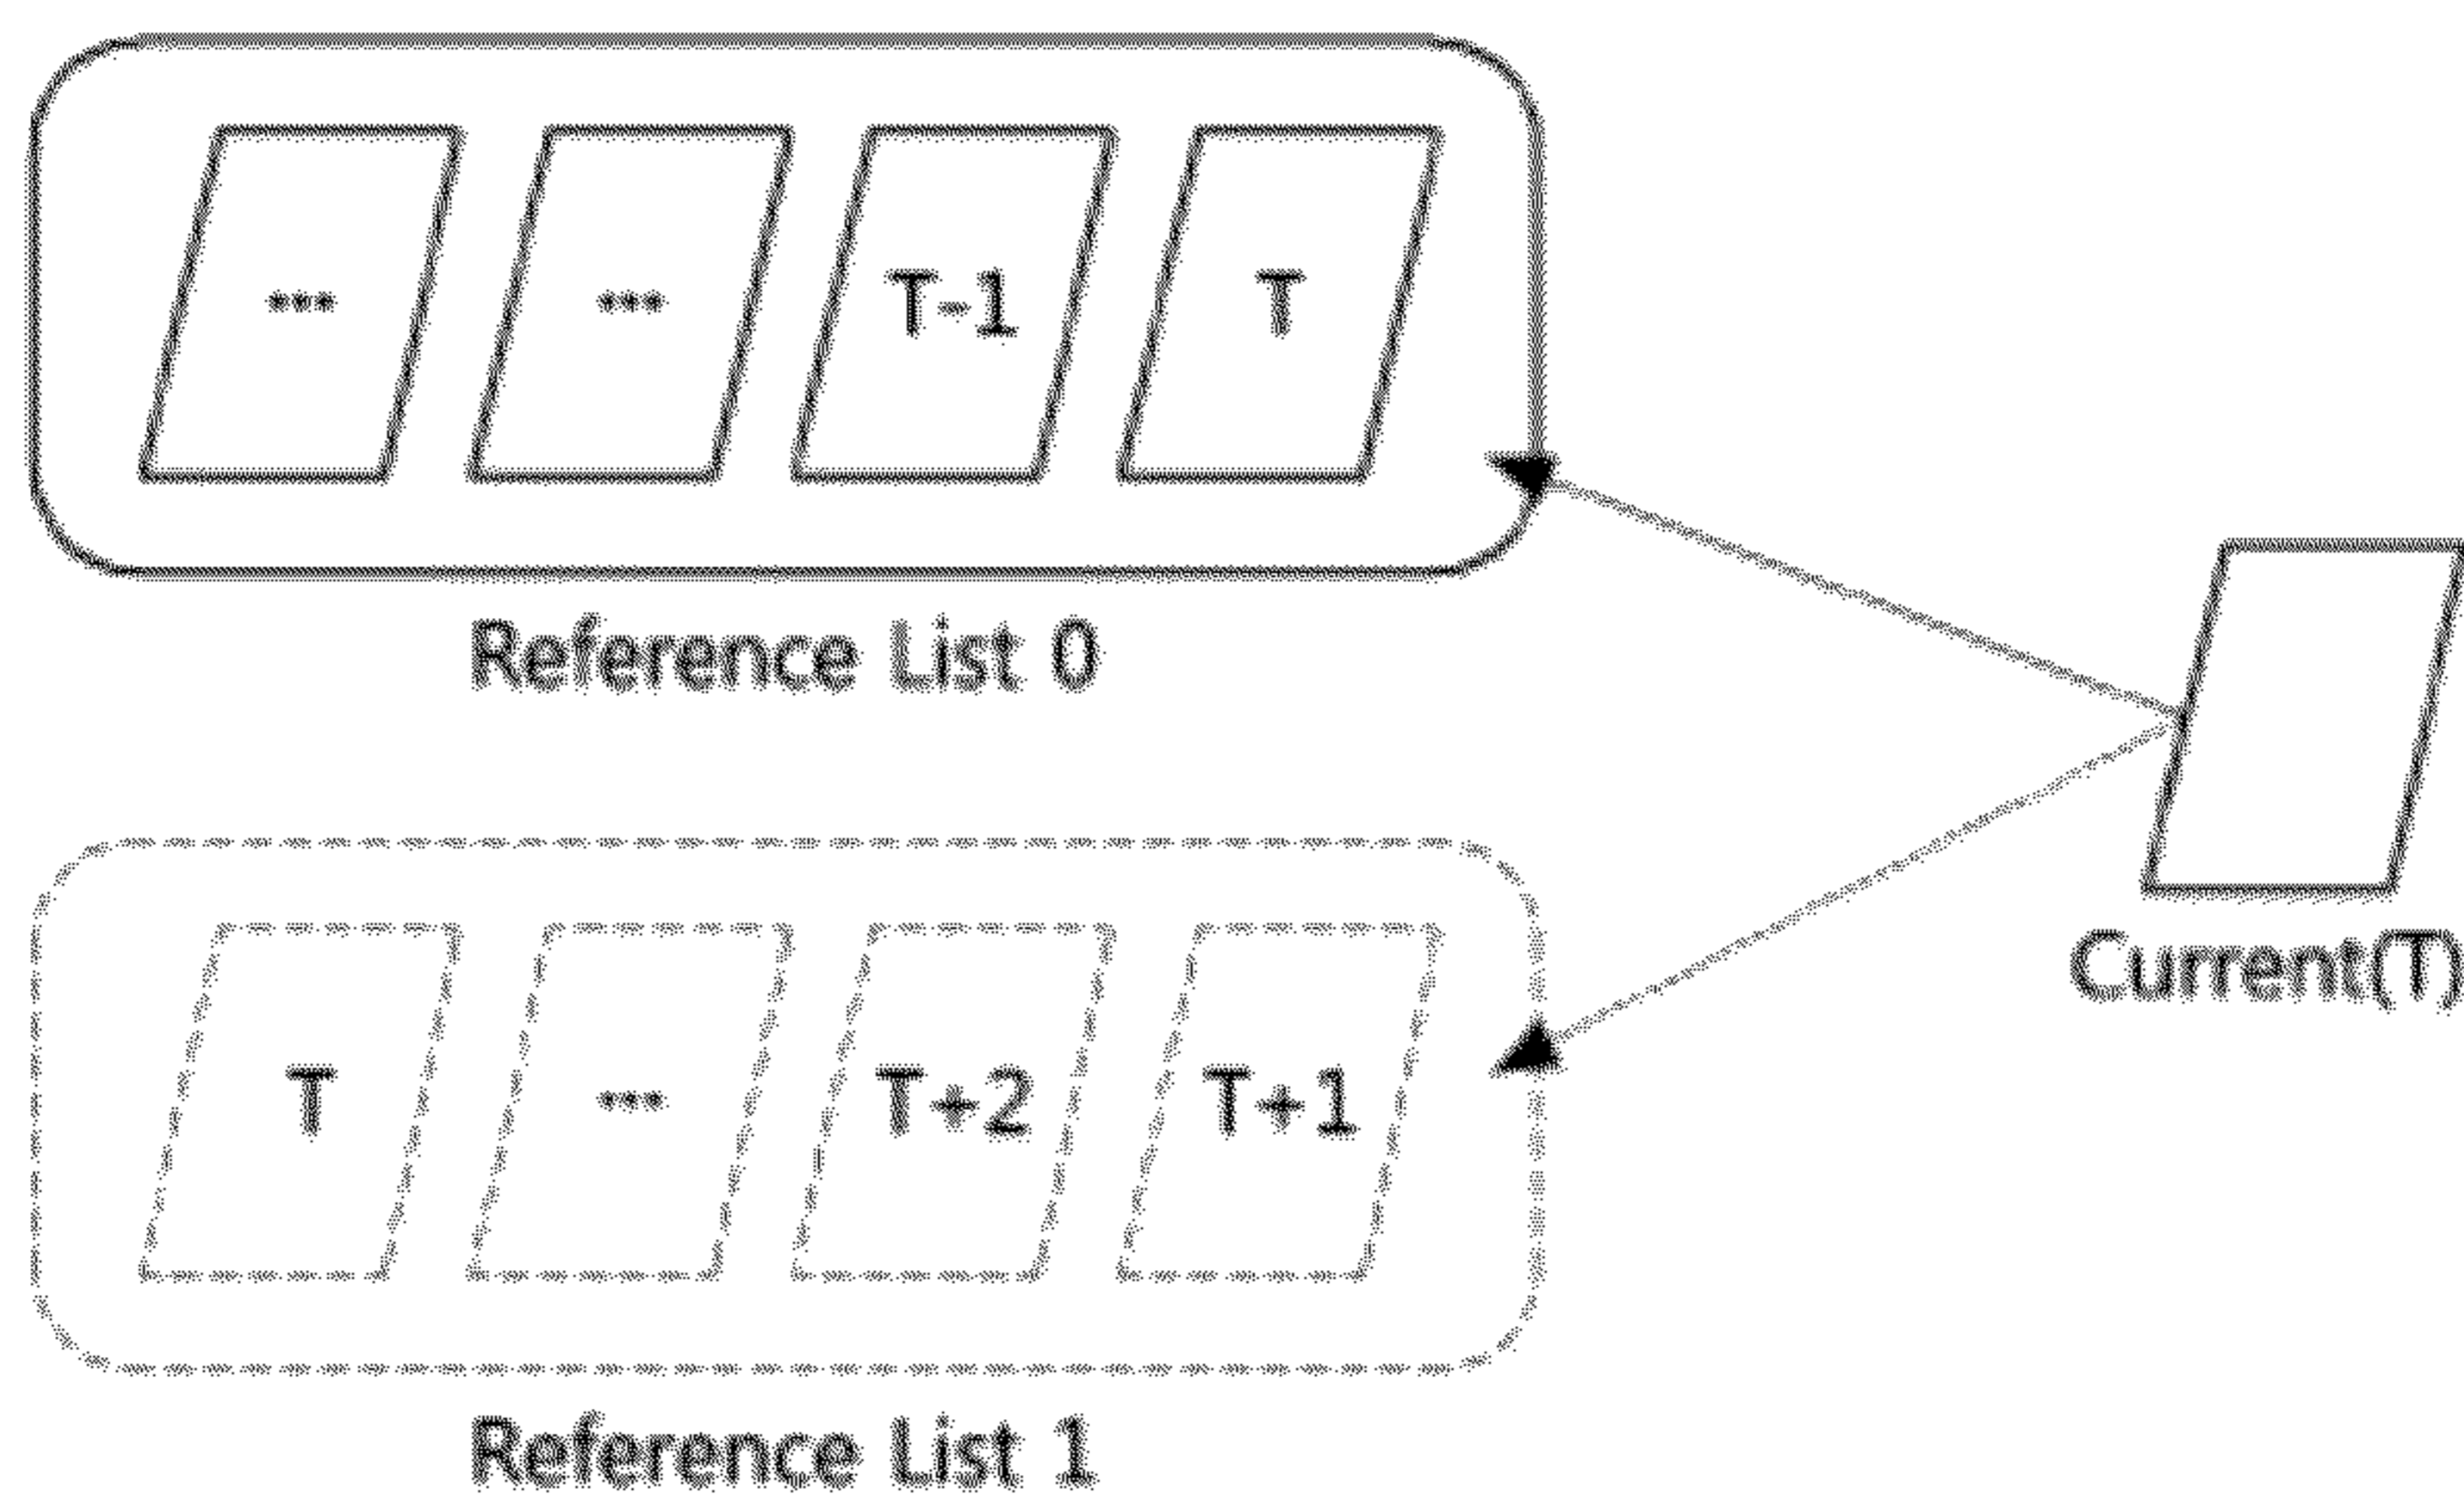 ... ... T-1 T
Reference List 0
Current(T)
T ... T+2 T+1
Reference List 1